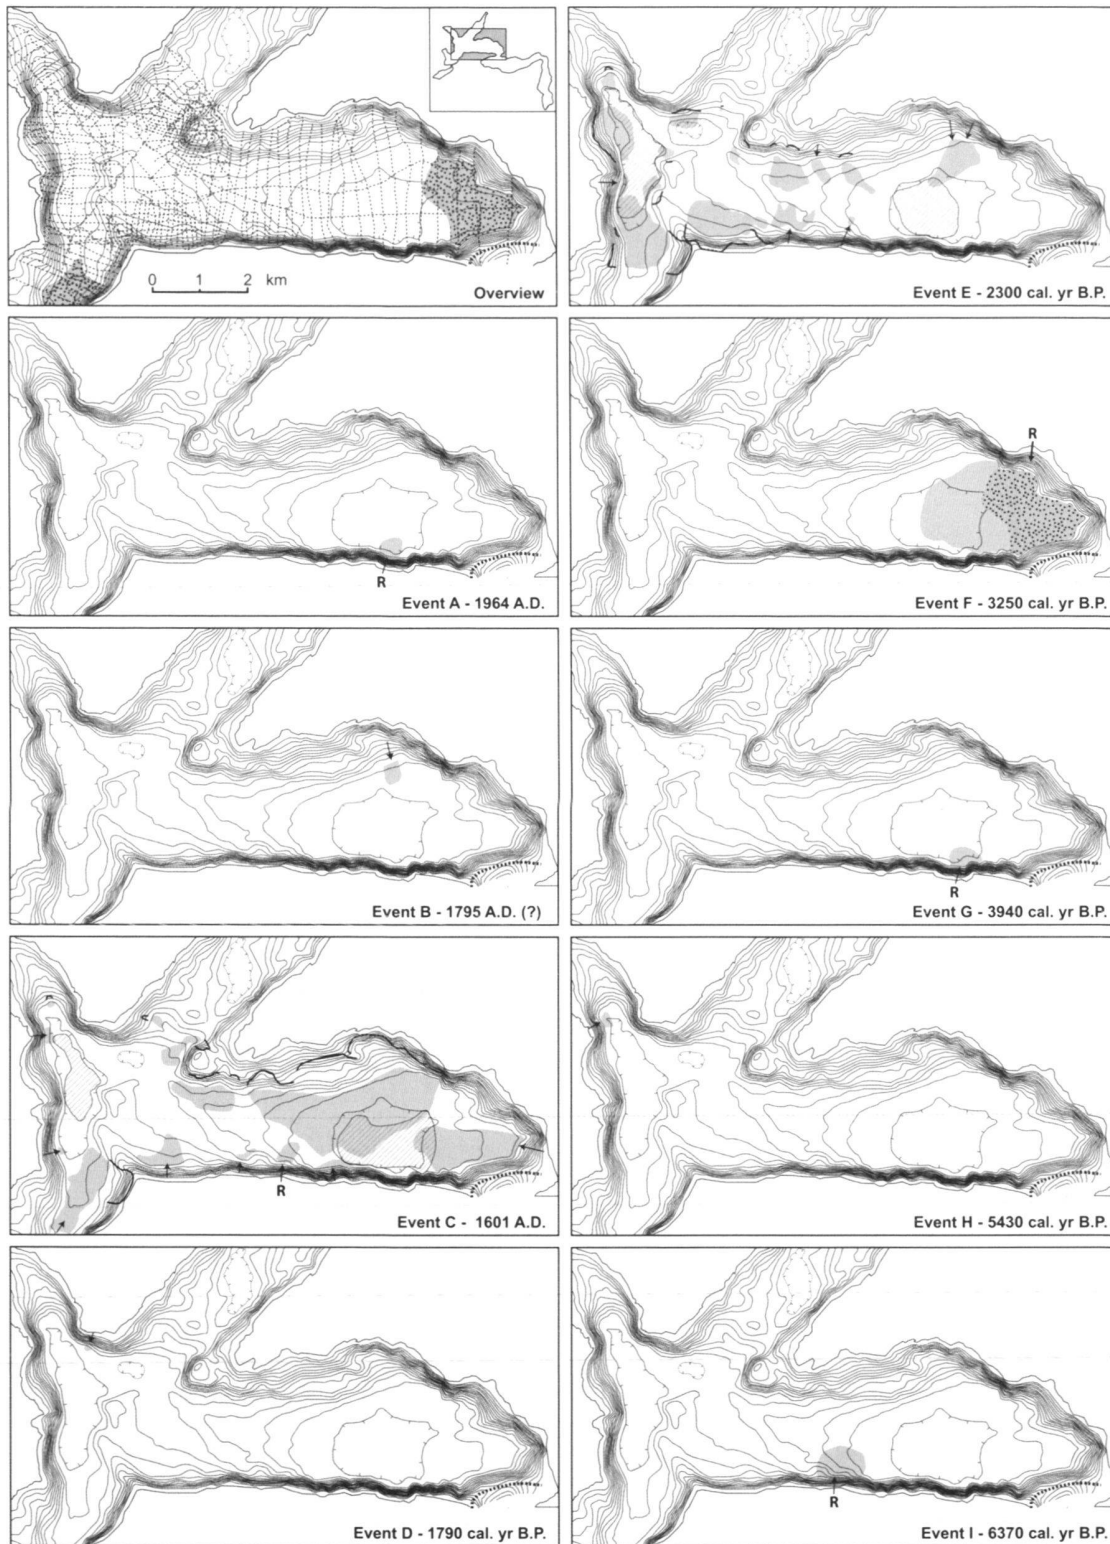 0 1 2 km
Overview
Event E - 2300 cal. yr B.P.
R
Event A - 1964 A.D.
R
Event F - 3250 cal. yr B.P.
Event B - 1795 A.D. (?)
R
Event G - 3940 cal. yr B.P.
R
Event C - 1601 A.D.
Event H - 5430 cal. yr B.P.
Event D - 1790 cal. yr B.P.
R
Event I - 6370 cal. yr B.P.